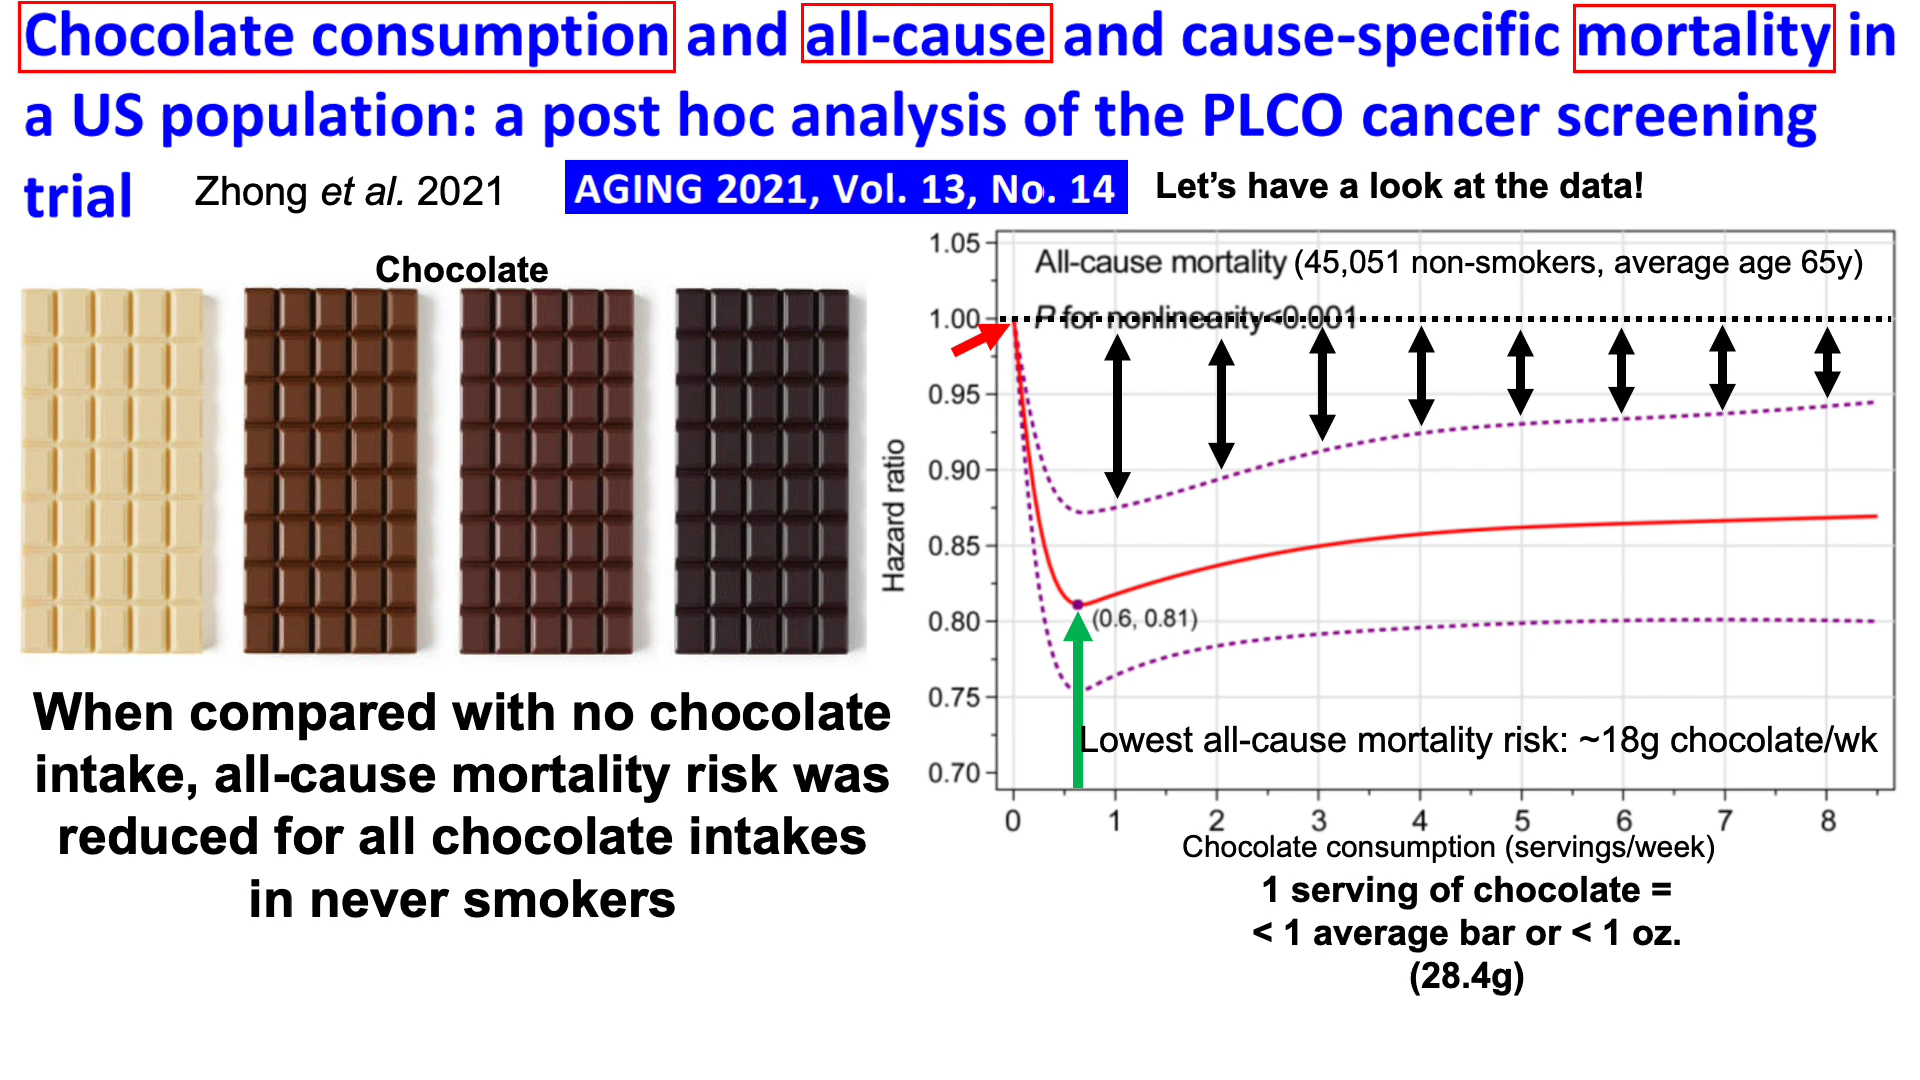 Chocolate consumption and all-cause and cause-specific mortality in
a US population: a post hoc analysis of the PLCO cancer screening
trial
Zhong et al. 2021
AGING 2021, Vol. 13, No. 14
Let’s have a look at the data!
Chocolate
When compared with no chocolate
intake, all-cause mortality risk was
reduced for all chocolate intakes
in never smokers
All-cause mortality (45,051 non-smokers, average age 65y)
P for nonlinearity<0.001
1.05
1.00
0.95
0.90
0.85
0.80
0.75
0.70
Hazard ratio
(0.6, 0.81)
Lowest all-cause mortality risk: ~18g chocolate/wk
0 1 2 3 4 5 6 7 8
Chocolate consumption (servings/week)
1 serving of chocolate =
< 1 average bar or < 1 oz.
(28.4g)